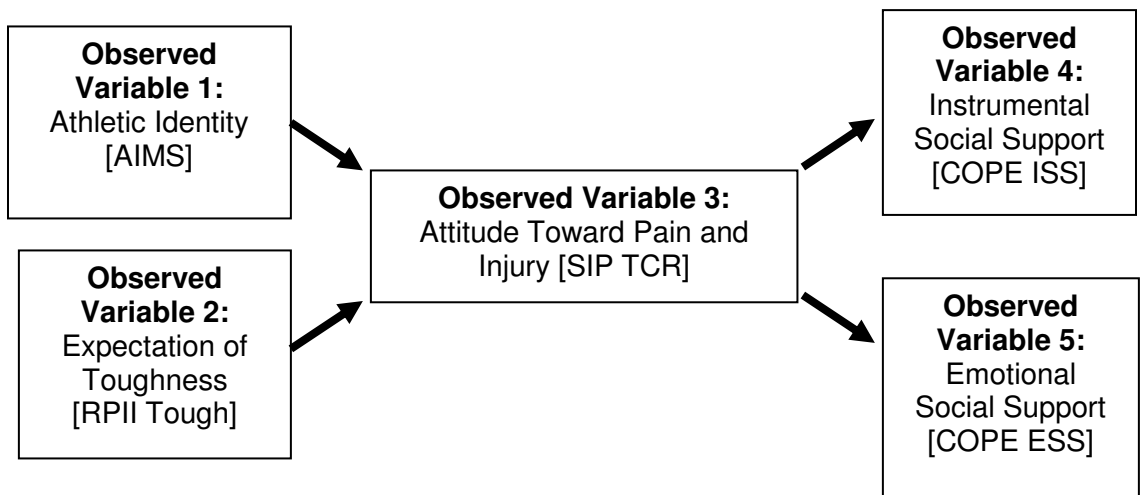 Observed
Variable 1:
Athletic Identity
[AIMS]
Observed
Variable 2:
Expectation of
Toughness
[RPII Tough]
Observed Variable 3:
Attitude Toward Pain and
Injury [SIP TCR]
Observed
Variable 4:
Instrumental
Social Support
[COPE ISS]
Observed
Variable 5:
Emotional
Social Support
[COPE ESS]